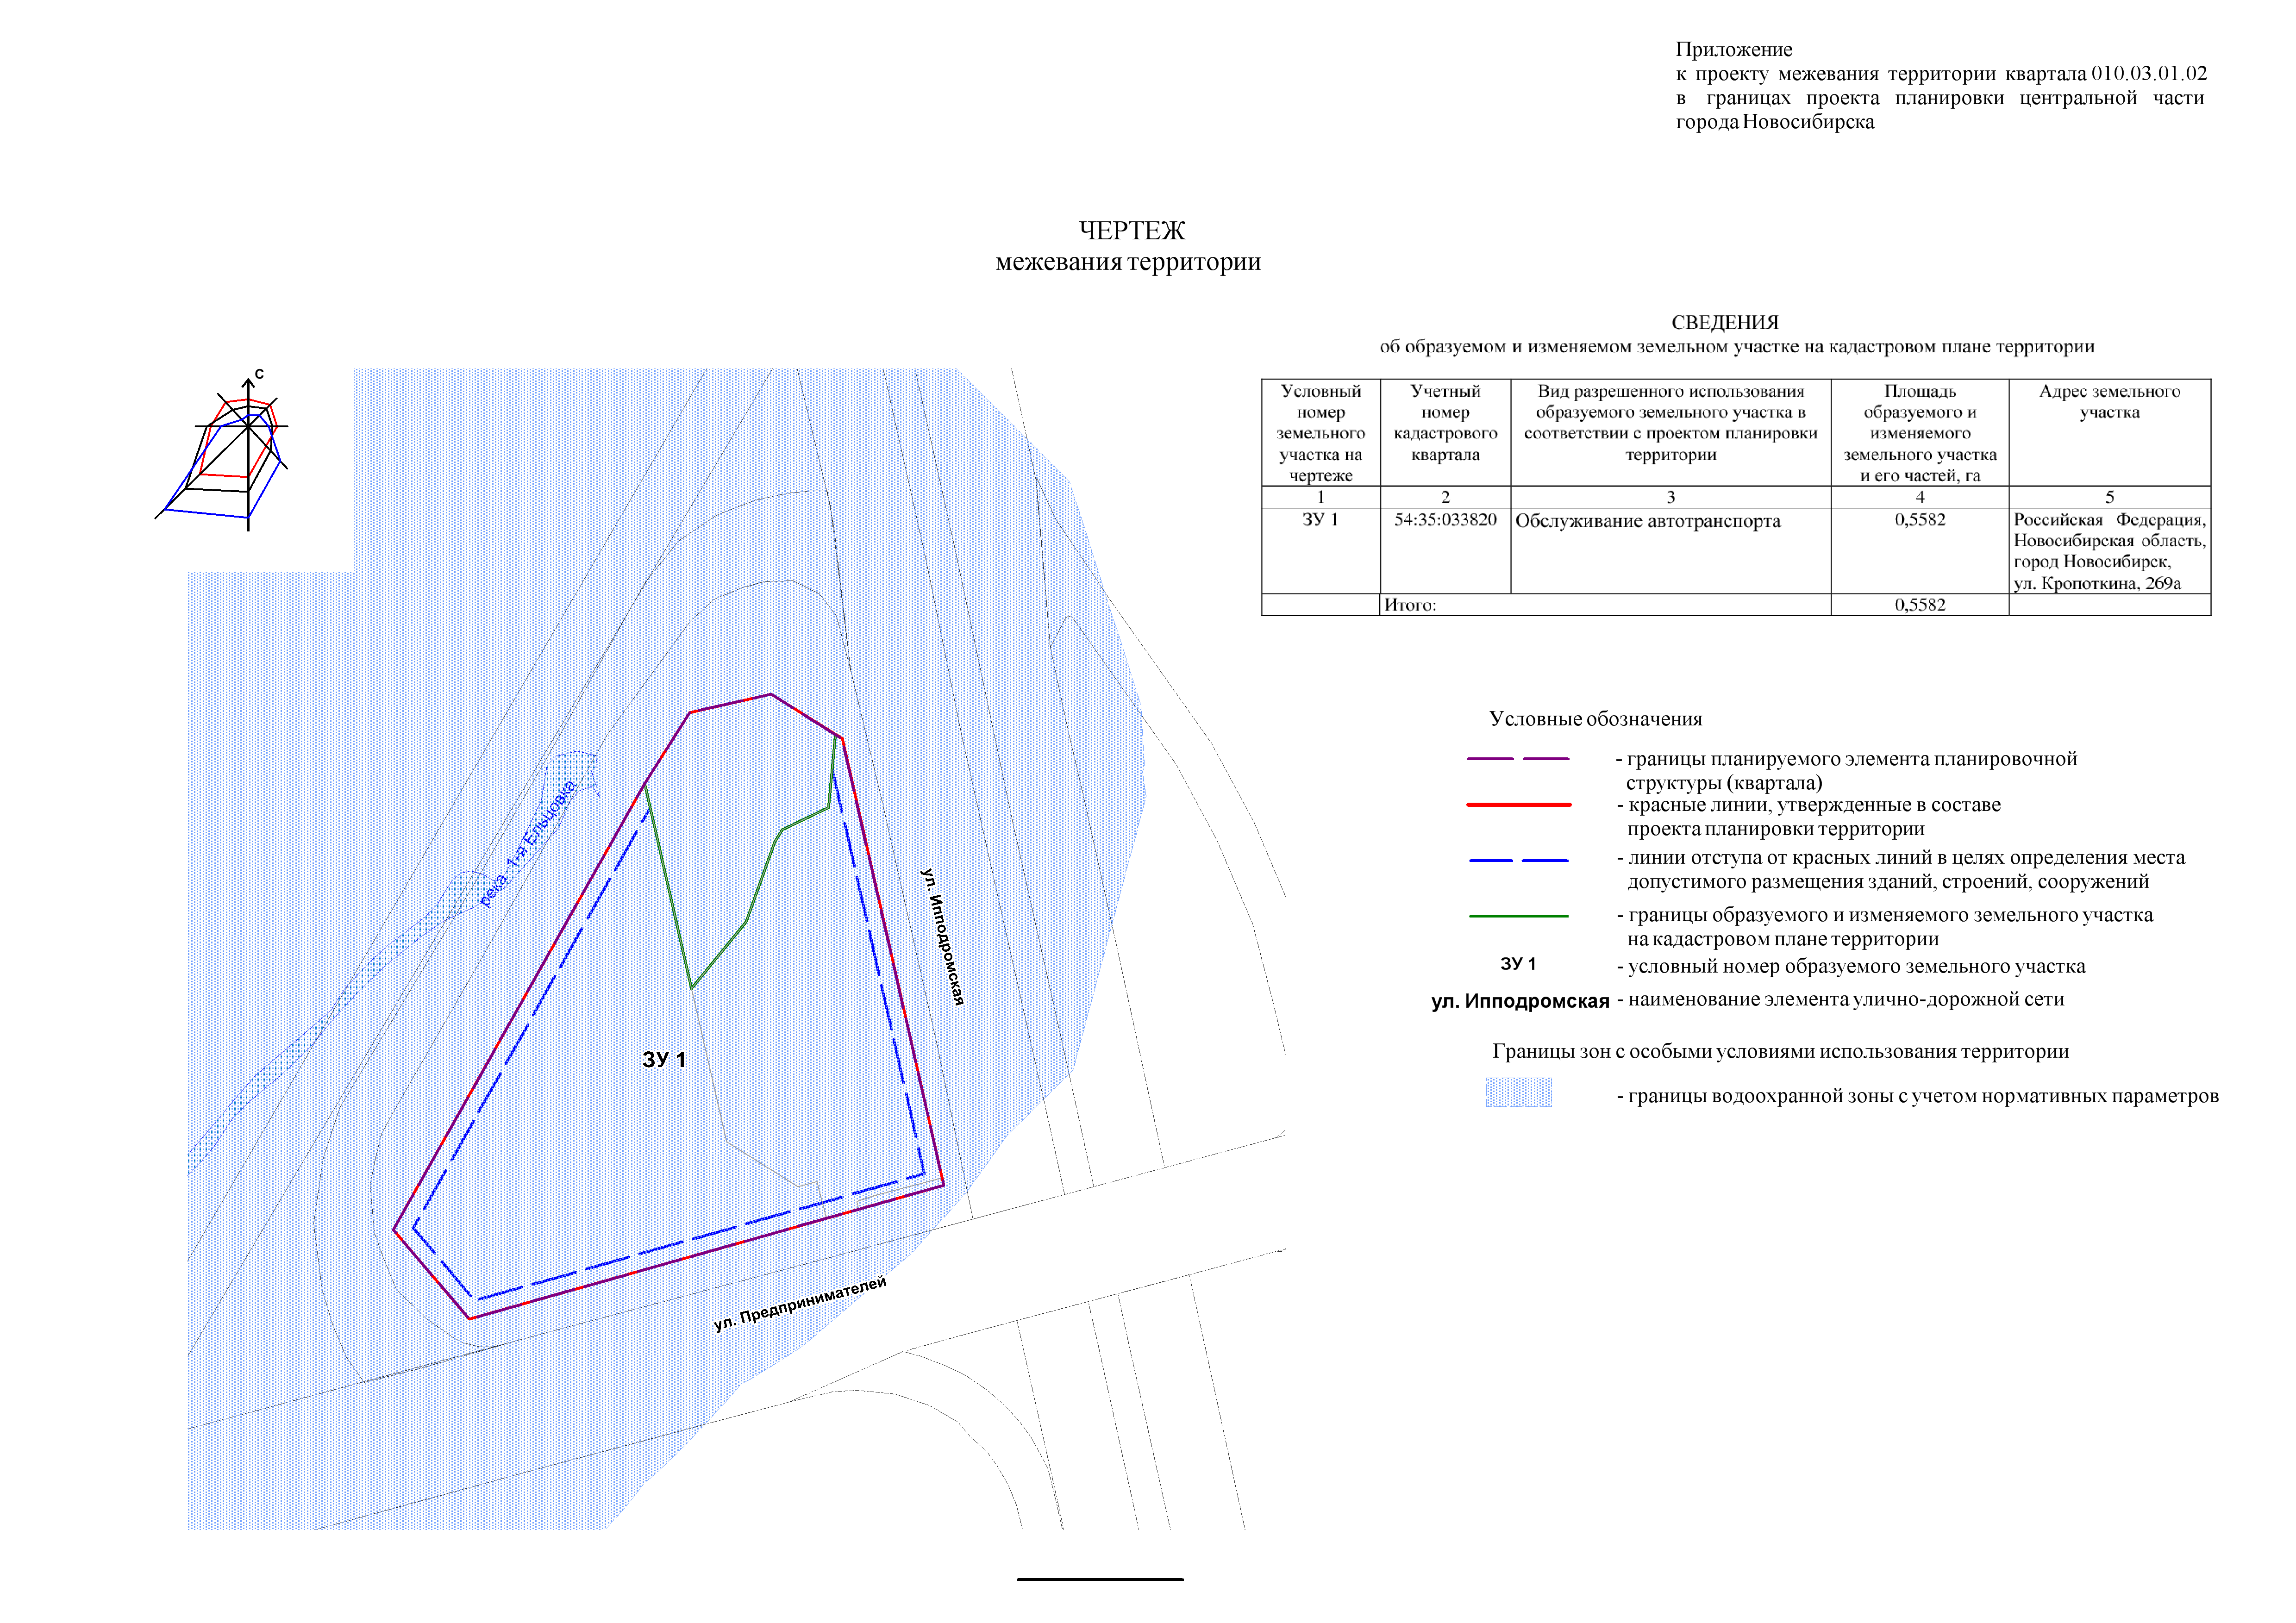 Приложение
к проекту межевания территории квартала 010.03.01.02
в границах проекта планировки центральной части
города Новосибирска
ЧЕРТЕЖ
межевания территории
СВЕДЕНИЯ
об образуемом и изменяемом земельном участке на кадастровом плане территории
Условный
номер
земельного
участка на
чертеже
Учетный
номер
кадастрового
квартала
Вид разрешенного использования
образуемого земельного участка в
соответствии с проектом планировки
территории
Площадь
образуемого и
изменяемого
земельного участка
и его частей, га
Адрес земельного
участка
1
2
3
4
5
ЗУ 1
54:35:033820
Обслуживание автотранспорта
0,5582
Российская Федерация,
Новосибирская область,
город Новосибирск,
ул. Кропоткина, 269а
Итого:
0,5582
С
река 1-я Ельцовка
ул. Ипподромская
ЗУ 1
ул. Предпринимателей
Условные обозначения
- границы планируемого элемента планировочной
структуры (квартала)
- красные линии, утвержденные в составе
проекта планировки территории
- линии отступа от красных линий в целях определения места
допустимого размещения зданий, строений, сооружений
- границы образуемого и изменяемого земельного участка
на кадастровом плане территории
ЗУ 1 - условный номер образуемого земельного участка
ул. Ипподромская - наименование элемента улично-дорожной сети
Границы зон с особыми условиями использования территории
- границы водоохранной зоны с учетом нормативных параметров